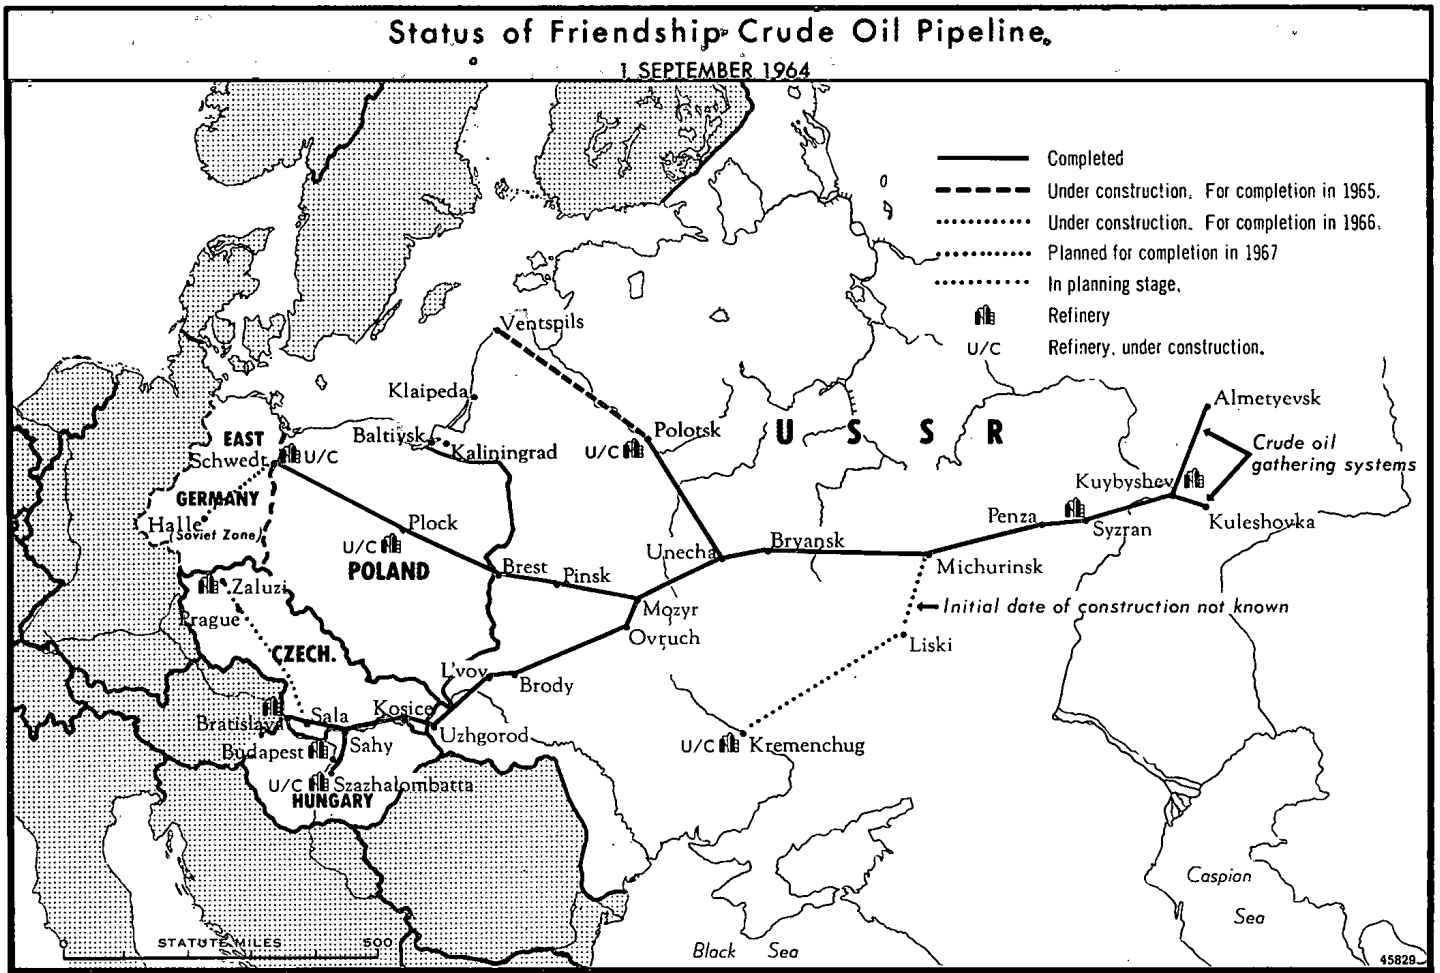 Status of Friendship Crude Oil Pipeline
1 SEPTEMBER 1964
Completed
Under construction. For completion in 1965.
Under construction. For completion in 1966.
Planned for completion in 1967
In planning stage.
Refinery
U/C Refinery, under construction.
Ventspils
Klaipeda
Baltiysk
Kaliningrad
Polotsk
U/C
U S S R
Almetyevsk
Crude oil
gathering systems
Kuybyshev
Kuleshovka
Syzran
Penza
EAST
Schwedt
U/C
GERMANY
Halle
(Soviet Zone)
Plock
U/C
POLAND
Unecha
Bryansk
Michurinsk
Brest
Pinsk
Mozyr
Ovruch
Initial date of construction not known
Liski
Zaluzi
Prague
CZECH.
L'vov
Brody
Kosice
Bratislava
Sala
Sahy
Uzhgorod
Budapest
U/C
Szazhalombatta
HUNGARY
U/C
Kremenchug
Caspian
Sea
Black Sea
STATUTE MILES
0 500
45829